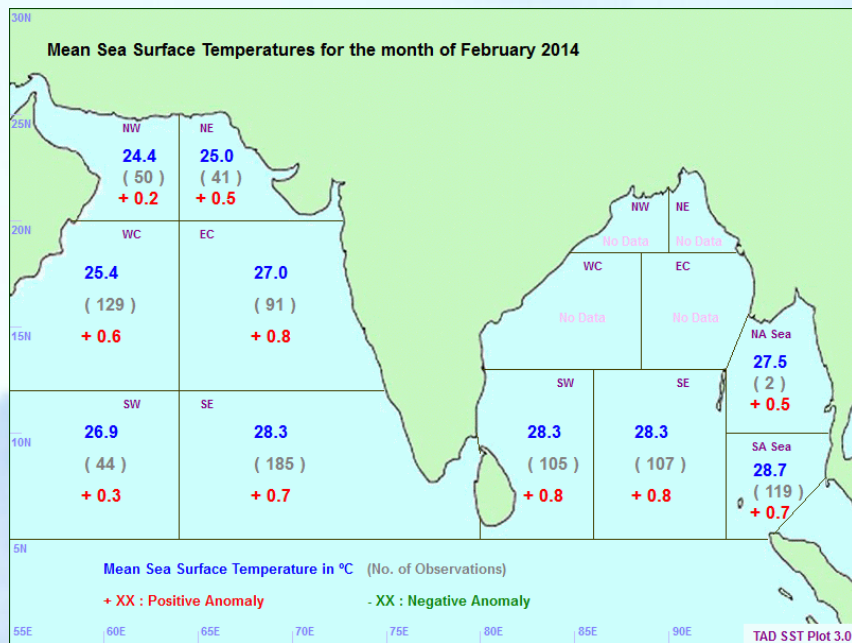 30N
Mean Sea Surface Temperatures for the month of February 2014
25N
NW
24.4
( 50 )
+ 0.2
NE
25.0
( 41 )
+ 0.5
20N
WC
25.4
( 129 )
+ 0.6
EC
27.0
( 91 )
+ 0.8
15N
SW
26.9
( 44 )
+ 0.3
SE
28.3
( 185 )
+ 0.7
10N
NW
No Data
NE
No Data
WC
No Data
EC
No Data
SW
28.3
( 105 )
+ 0.8
SE
28.3
( 107 )
+ 0.8
NA Sea
27.5
( 2 )
+ 0.5
SA Sea
28.7
( 119 )
+ 0.7
5N
Mean Sea Surface Temperature in ºC (No. of Observations)
+ XX : Positive Anomaly - XX : Negative Anomaly
55E 60E 65E 70E 75E 80E 85E 90E
TAD SST Plot 3.0